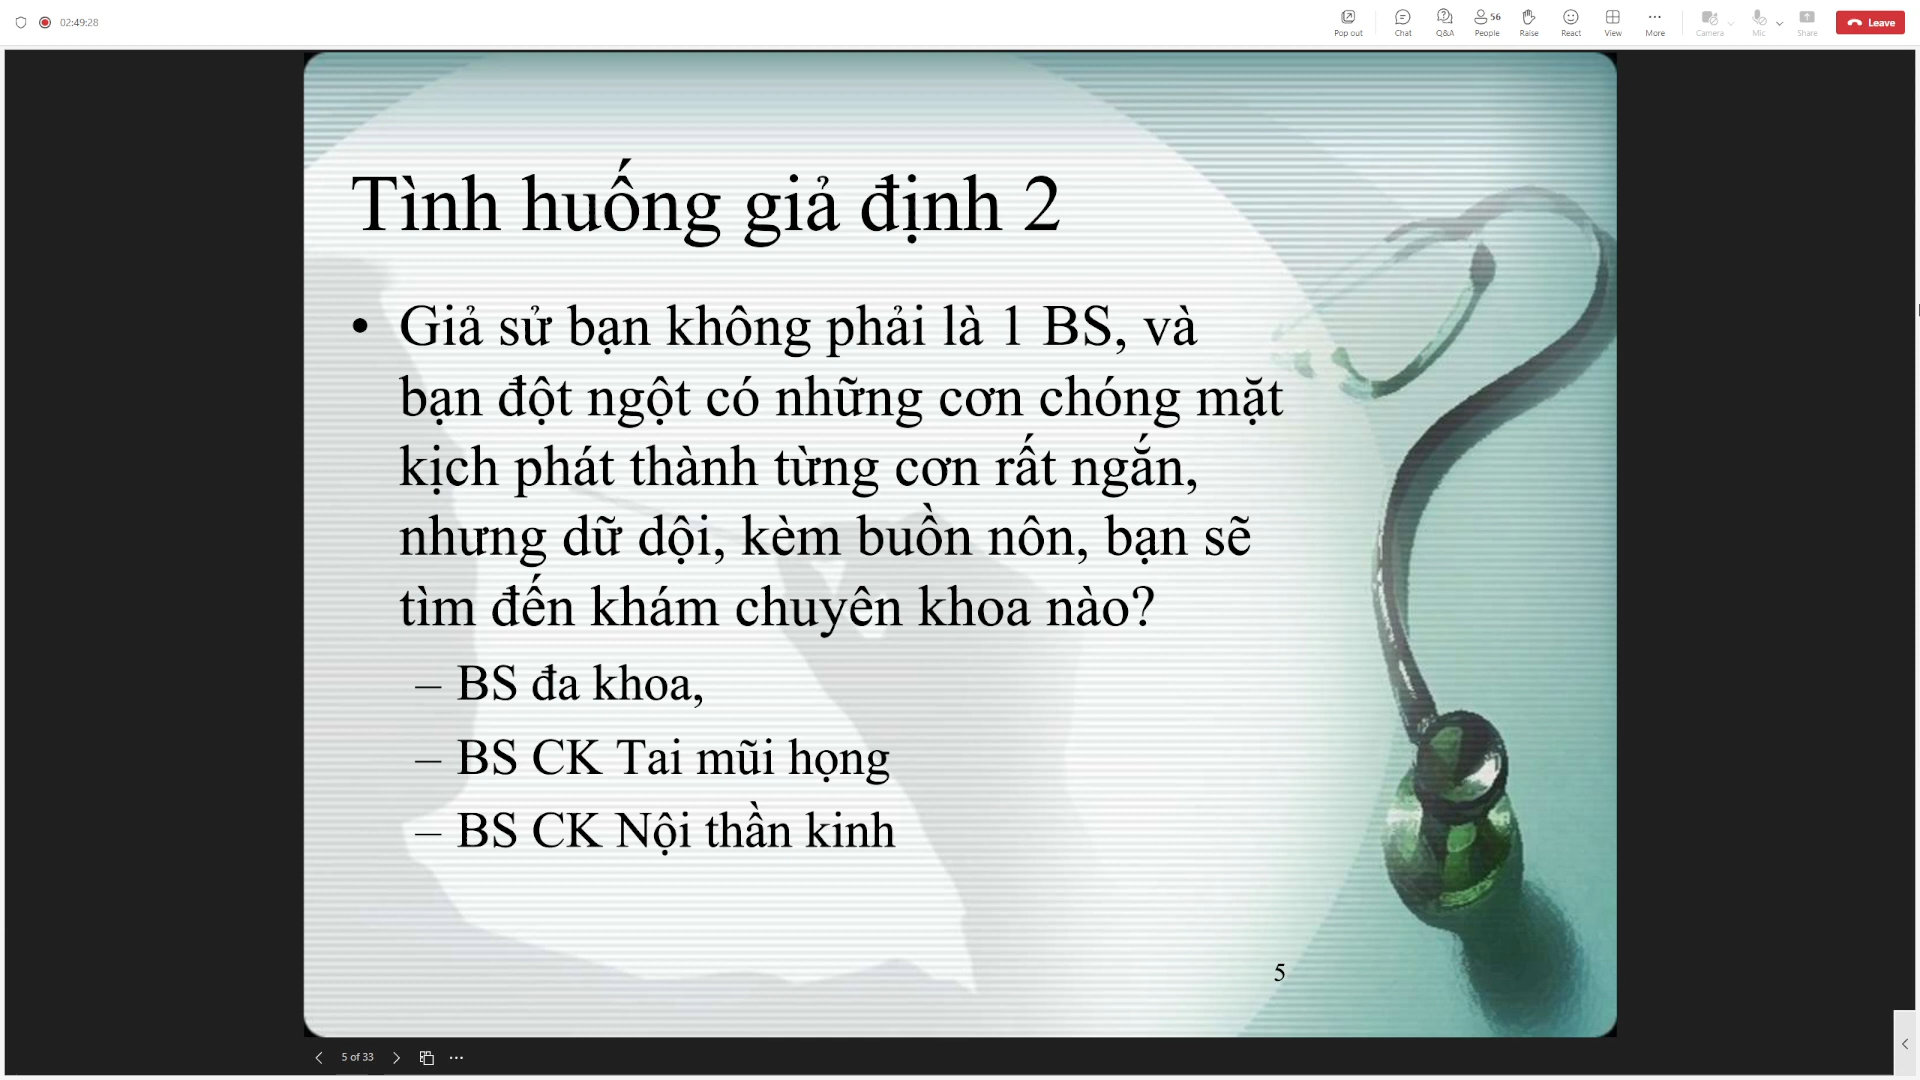 02:49:28
Pop out
Chat
Q&A
56
People
Raise
React
View
More
Camera
Mic
Share
Leave
Tình huống giả định 2
• Giả sử bạn không phải là 1 BS, và
bạn đột ngột có những cơn chóng mặt
kịch phát thành từng cơn rất ngắn,
nhưng dữ dội, kèm buồn nôn, bạn sẽ
tìm đến khám chuyên khoa nào?
– BS đa khoa,
– BS CK Tai mũi họng
– BS CK Nội thần kinh
5
5 of 33